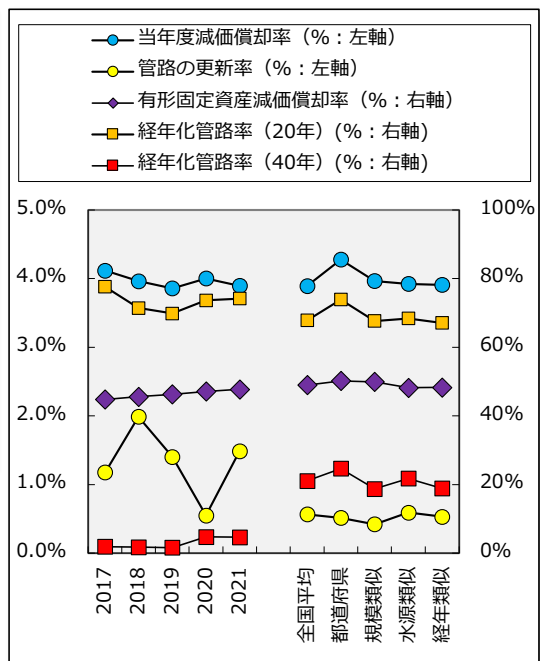 当年度減価償却率（%：左軸）
管路の更新率（%：左軸）
有形固定資産減価償却率（%：右軸）
経年化管路率（20年）(%：右軸)
経年化管路率（40年）(%：右軸)
5.0%
4.0%
3.0%
2.0%
1.0%
0.0%
100%
80%
60%
40%
20%
0%
2017
2018
2019
2020
2021
全国平均
都道府県
規模類似
水源類似
経年類似